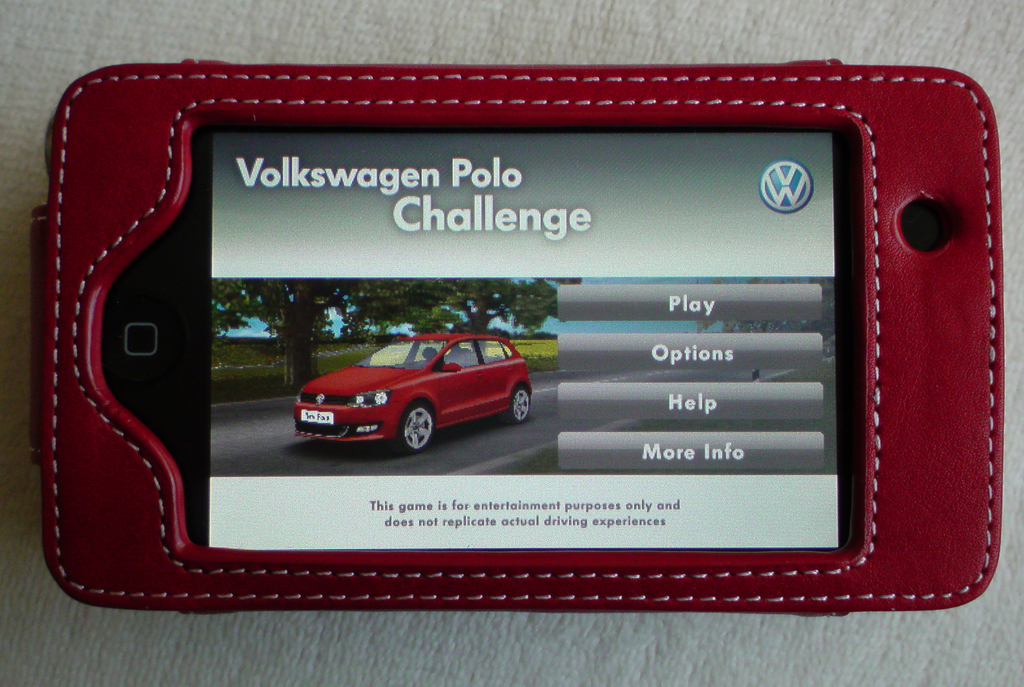 Volkswagen Polo
Challenge
Play
Options
Help
More Info
This game is for entertainment purposes only and
does not replicate actual driving experiences